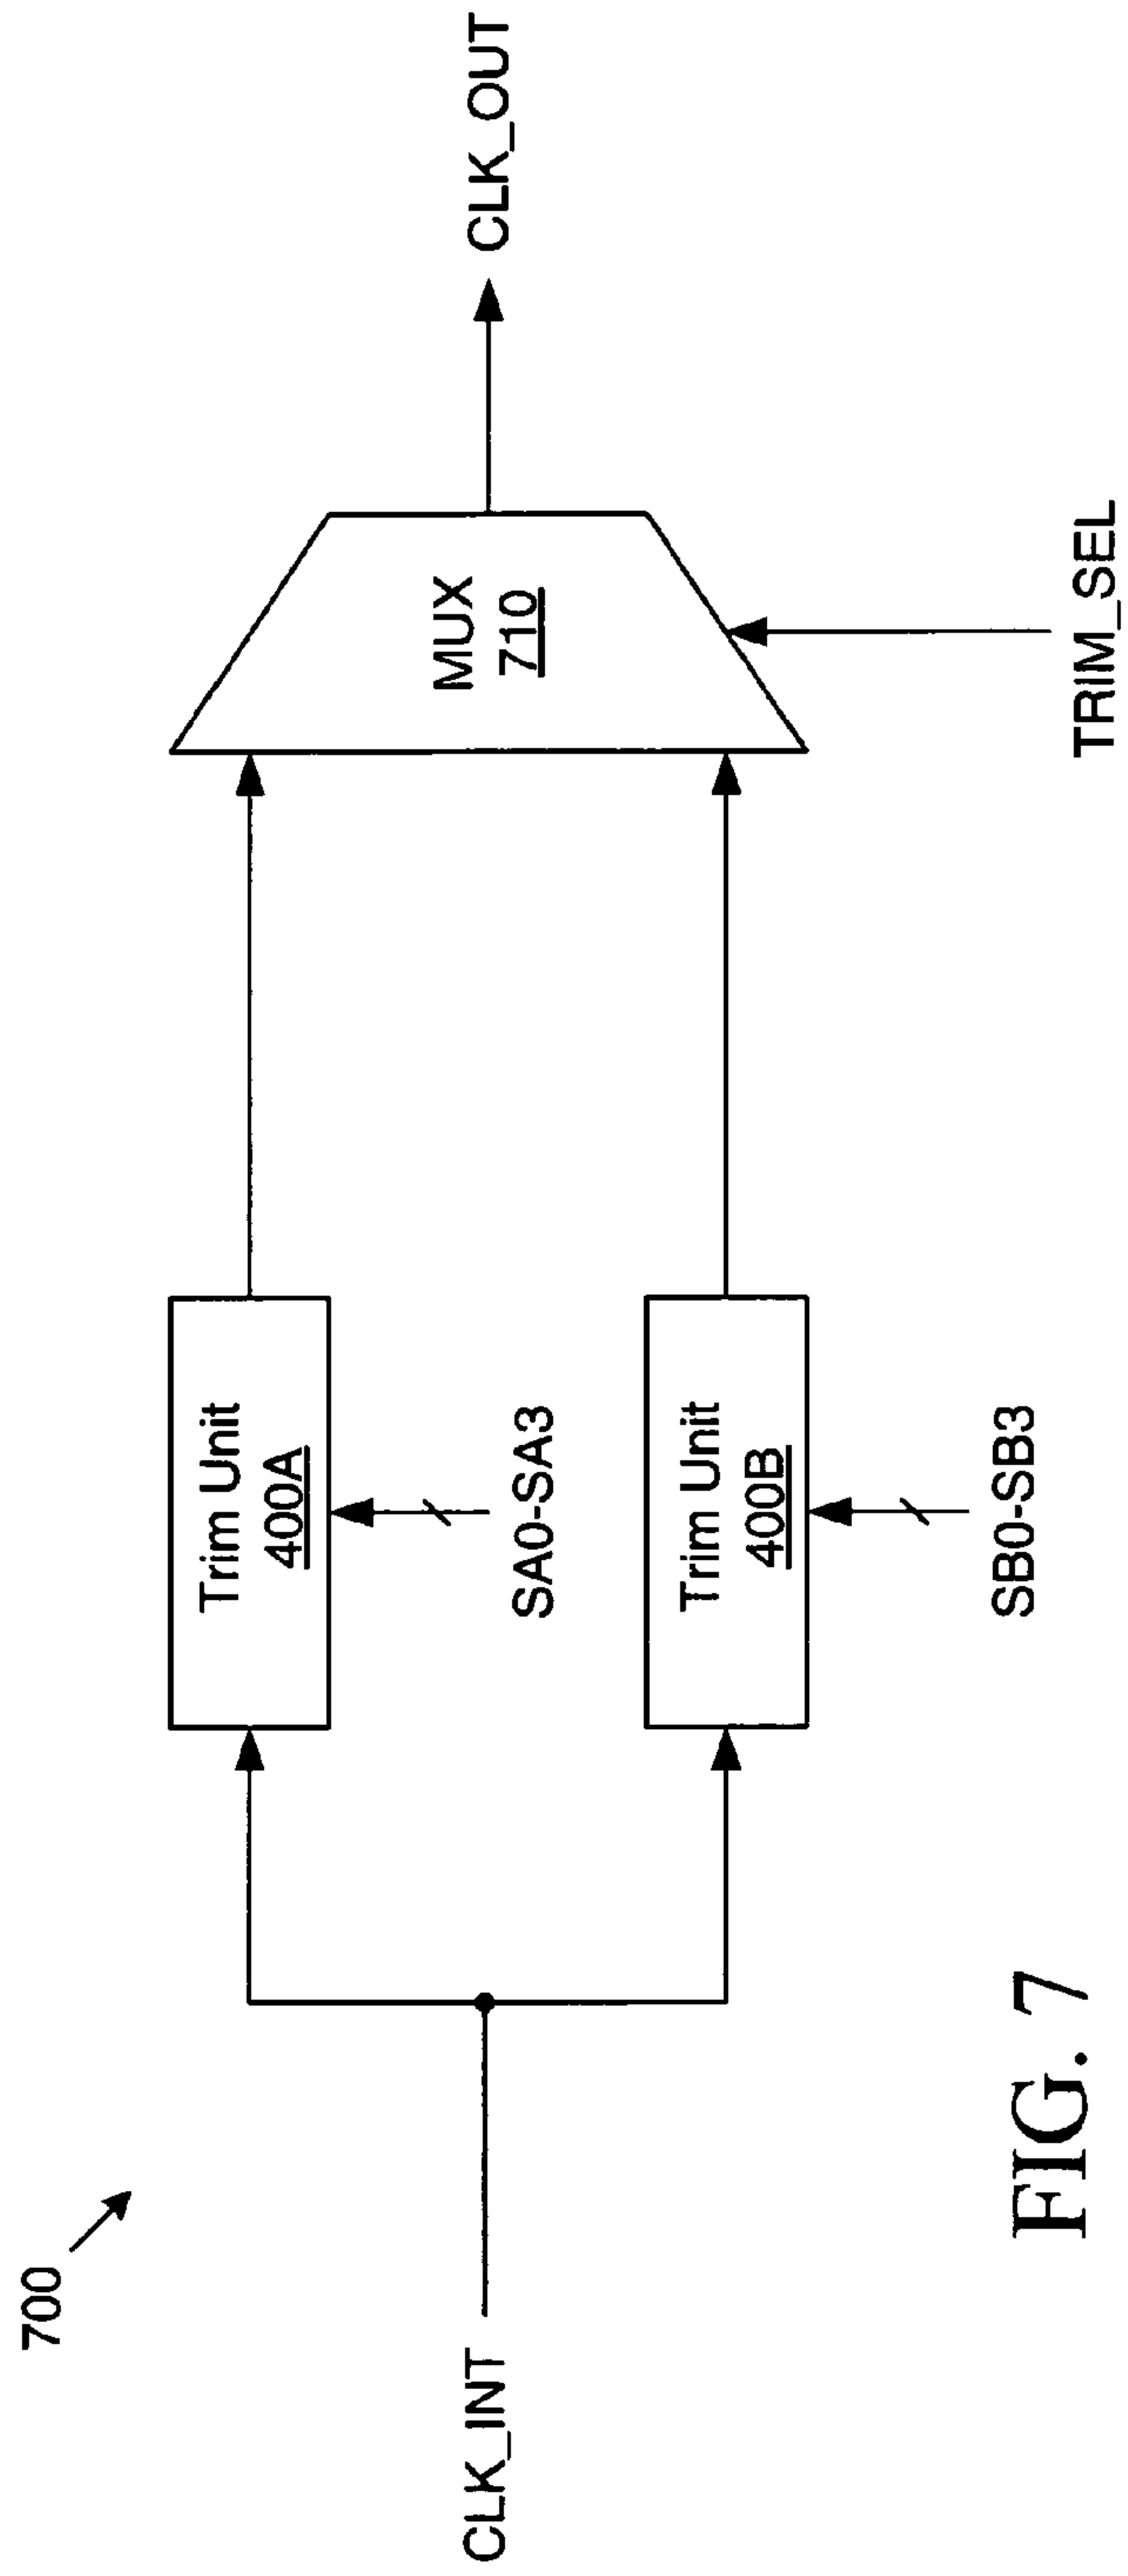 700
CLK_INT
Trim Unit
400A
SA0-SA3
Trim Unit
400B
SB0-SB3
MUX
710
TRIM_SEL
CLK_OUT
FIG. 7